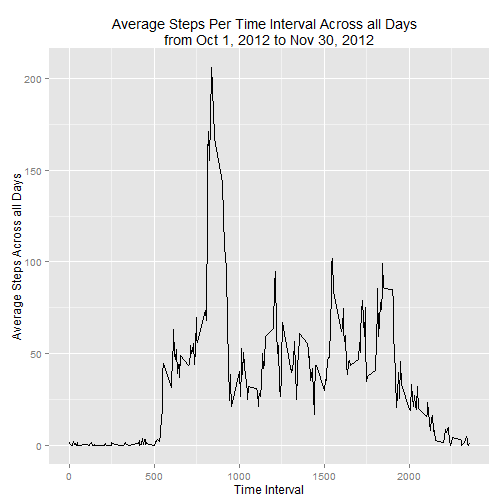 Average Steps Per Time Interval Across all Days
from Oct 1, 2012 to Nov 30, 2012
Average Steps Across all Days
200
150
100
50
0
0 500 1000 1500 2000
Time Interval